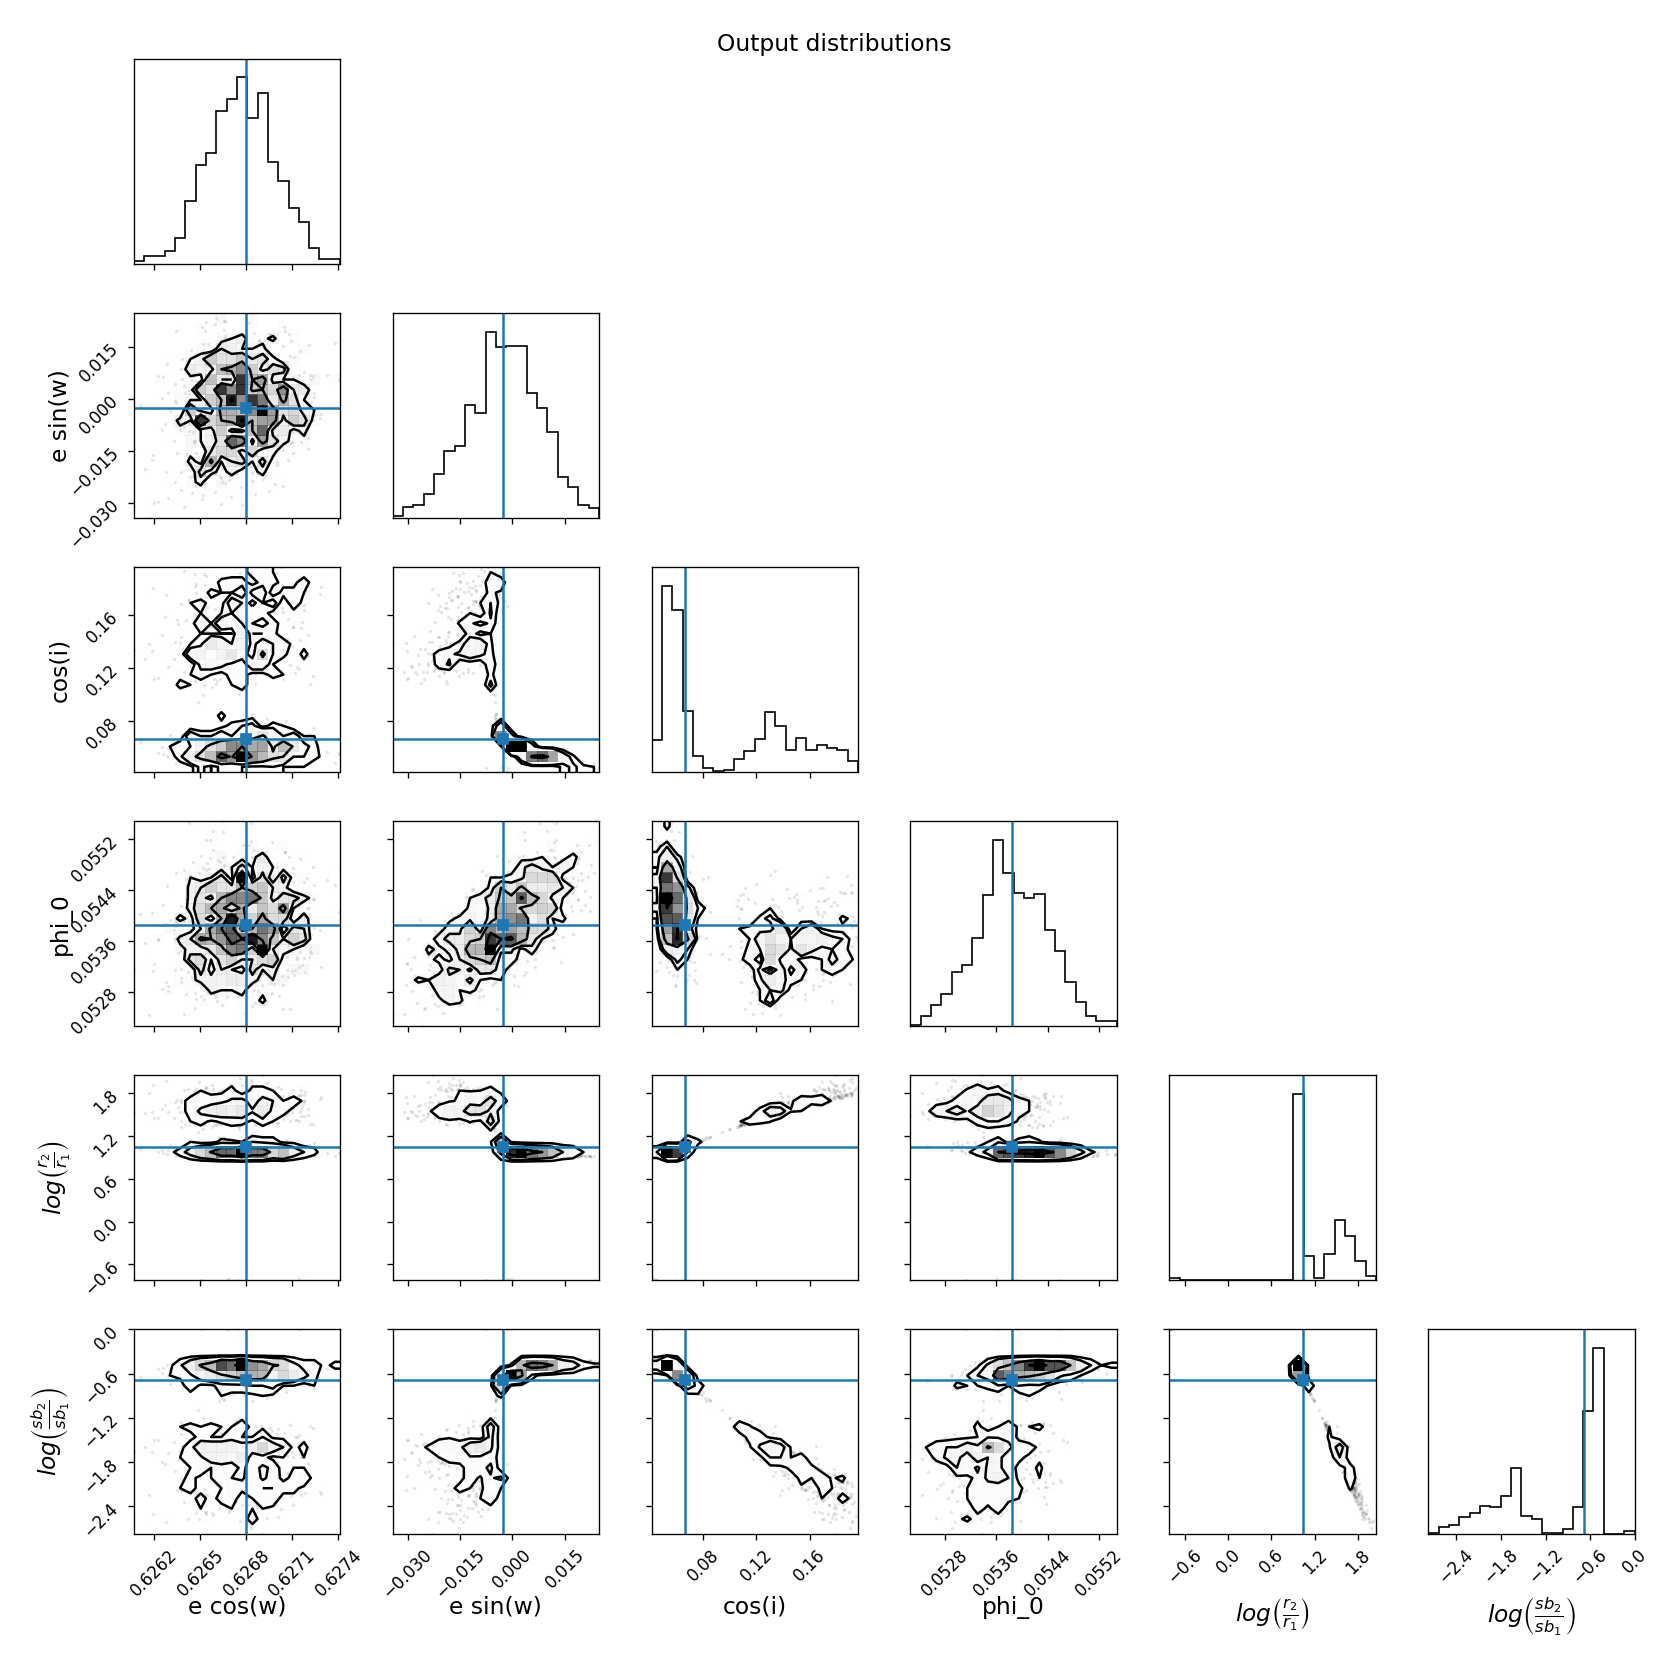 Output distributions
e sin(w)
0.015
0.000
−0.015
−0.030
cos(i)
0.16
0.12
0.08
phi_0
0.0552
0.0544
0.0536
0.0528
log(r2/r1)
1.8
1.2
0.6
0.0
−0.6
log(sb2/sb1)
0.0
−0.6
−1.2
−1.8
−2.4
0.6262 0.6265 0.6268 0.6271 0.6274
−0.030 −0.015 0.000 0.015
0.08 0.12 0.16
0.0528 0.0536 0.0544 0.0552
−0.6 0.0 0.6 1.2 1.8
−2.4 −1.8 −1.2 −0.6 0.0
e cos(w)
e sin(w)
cos(i)
phi_0
log(r2/r1)
log(sb2/sb1)